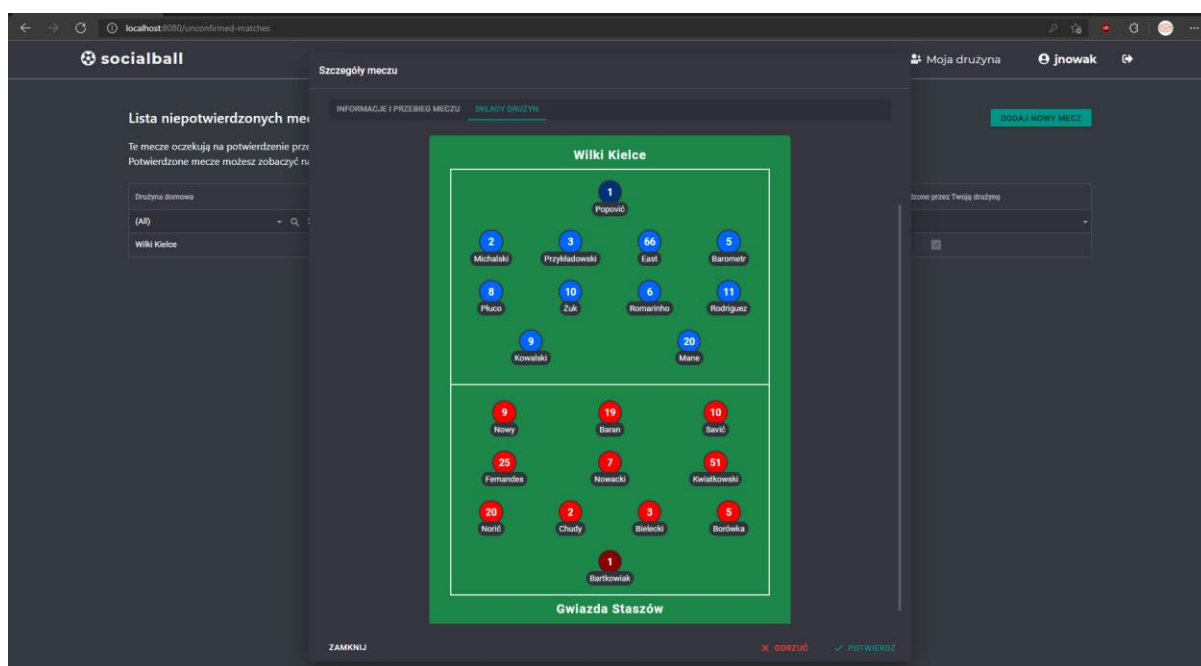 localhost:8080/unconfirmed-matches
socialball
Moja drużyna
jnowak
Szczegóły meczu
INFORMACJE I PRZEBIEG MECZU SKŁADY DRUŻYN
Lista niepotwierdzonych me
DODAJ NOWY MECZ
Te mecze oczekują na potwierdzenie prze
Potwierdzone mecze możesz zobaczyć na
Drużyna domowa
dzone przez Twoją drużynę
(All)
Wilki Kielce
Wilki Kielce
1
Popović
2 3 66 5
Michalski Przykładowski East Barometr
8 10 6 11
Płuco Żuk Romarinho Rodriguez
9 20
Kowalski Mane
9 19 10
Nowy Baran Savić
25 7 51
Fernandes Nowacki Kwiatkowski
20 2 3 5
Norić Chudy Bielecki Borówka
1
Bartkowiak
Gwiazda Staszów
ZAMKNIJ
ODRZUĆ
POTWIERDŹ